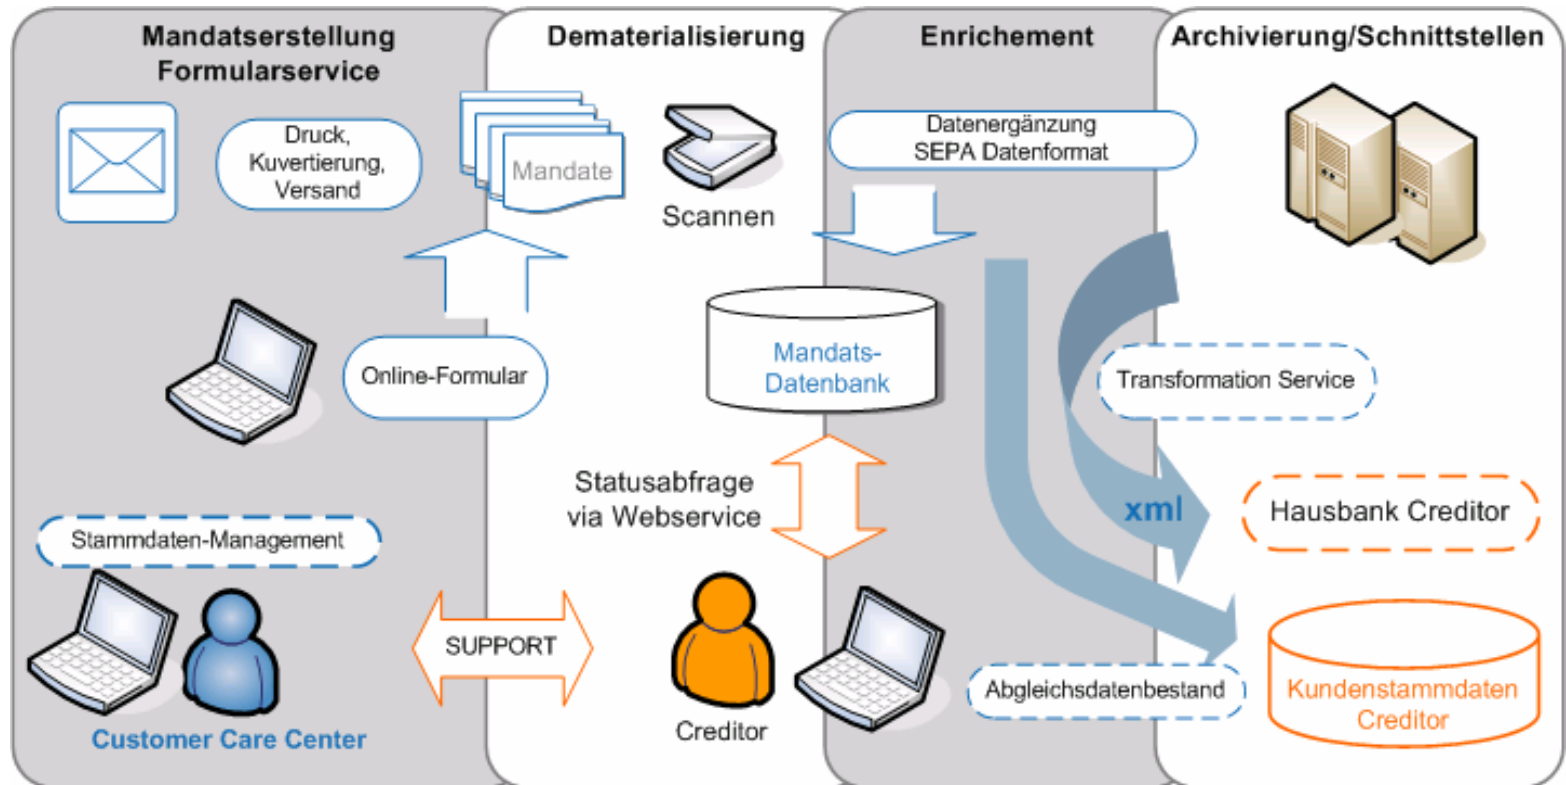 Mandatserstellung
Formularservice
Dematerialisierung
Enrichement
Archivierung/Schnittstellen
Druck,
Kuvertierung,
Versand
Mandate
Scannen
Datenergänzung
SEPA Datenformat
Online-Formular
Mandats-
Datenbank
Transformation Service
Statusabfrage
via Webservice
xml
Hausbank Creditor
Stammdaten-Management
SUPPORT
Customer Care Center
Creditor
Abgleichsdatenbestand
Kundenstammdaten
Creditor